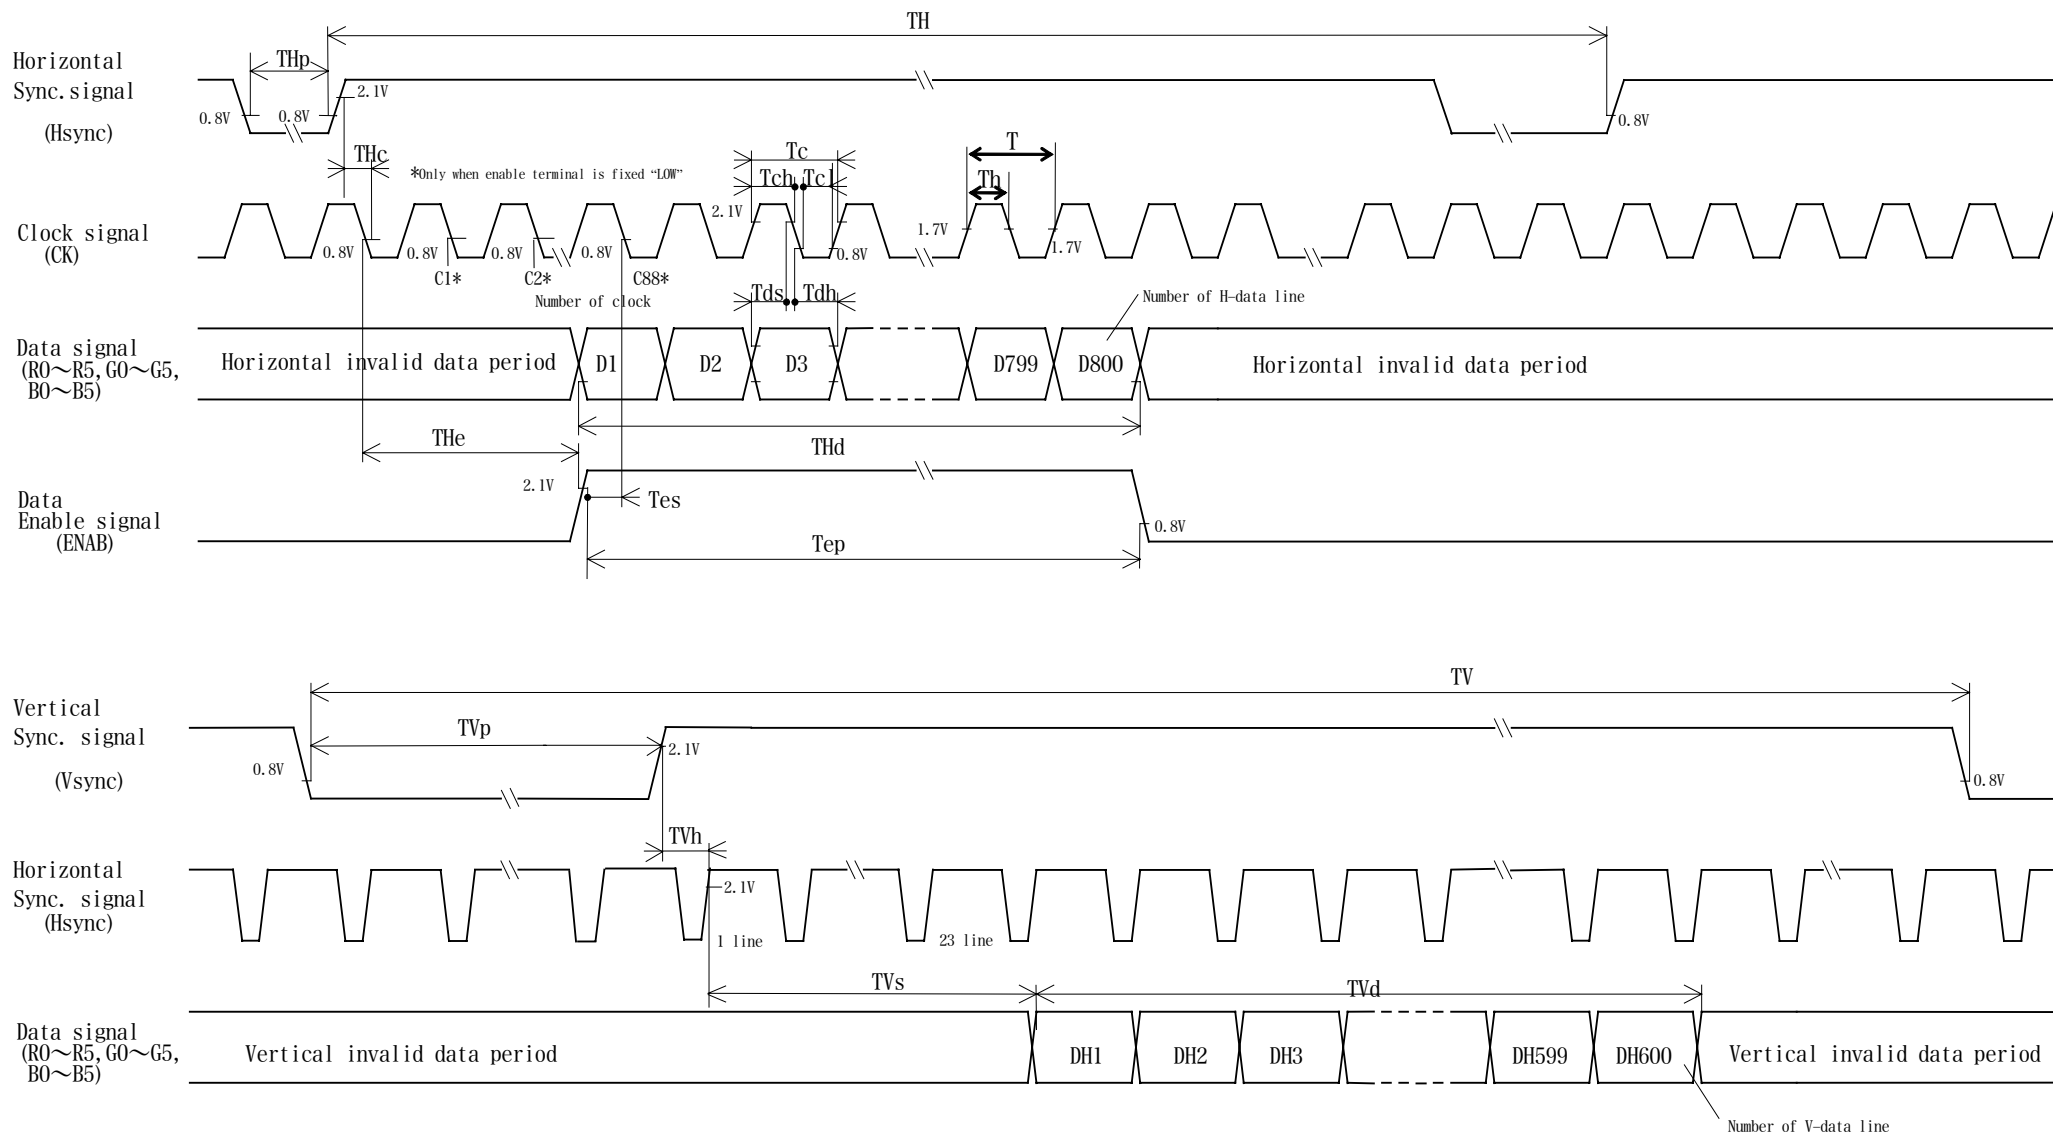 TH
Horizontal
THp
Sync.signal
2.1V
0.8V
0.8V
0.8V
(Hsync)
THc
Tc
T
*Only when enable terminal is fixed “LOW”
Tch
Tcl
Th
2.1V
1.7V
Clock signal
(CK)
0.8V
0.8V
0.8V
0.8V
0.8V
1.7V
C1*
C2*
C88*
Number of clock
Tds
Tdh
Number of H-data line
Data signal
(R0～R5,G0～G5,
B0～B5)
Horizontal invalid data period
D1
D2
D3
D799
D800
Horizontal invalid data period
THe
THd
2.1V
Tes
Data
Enable signal
(ENAB)
0.8V
Tep
TV
Vertical
Sync. signal
TVp
2.1V
0.8V
(Vsync)
0.8V
TVh
Horizontal
Sync. signal
(Hsync)
2.1V
1 line
23 line
TVs
TVd
Data signal
(R0～R5,G0～G5,
B0～B5)
Vertical invalid data period
DH1
DH2
DH3
DH599
DH600
Vertical invalid data period
Number of V-data line